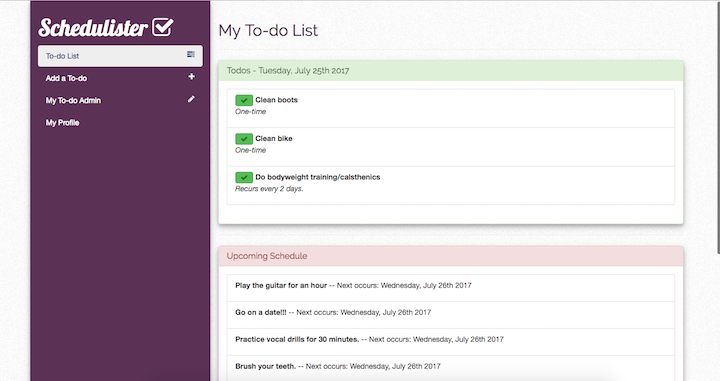 Schedulister
To-do List
Add a To-do
My To-do Admin
My Profile
My To-do List
Todos - Tuesday, July 25th 2017
Clean boots
One-time
Clean bike
One-time
Do bodyweight training/calsthenics
Recurs every 2 days.
Upcoming Schedule
Play the guitar for an hour -- Next occurs: Wednesday, July 26th 2017
Go on a date!!! -- Next occurs: Wednesday, July 26th 2017
Practice vocal drills for 30 minutes. -- Next occurs: Wednesday, July 26th 2017
Brush your teeth. -- Next occurs: Wednesday, July 26th 2017